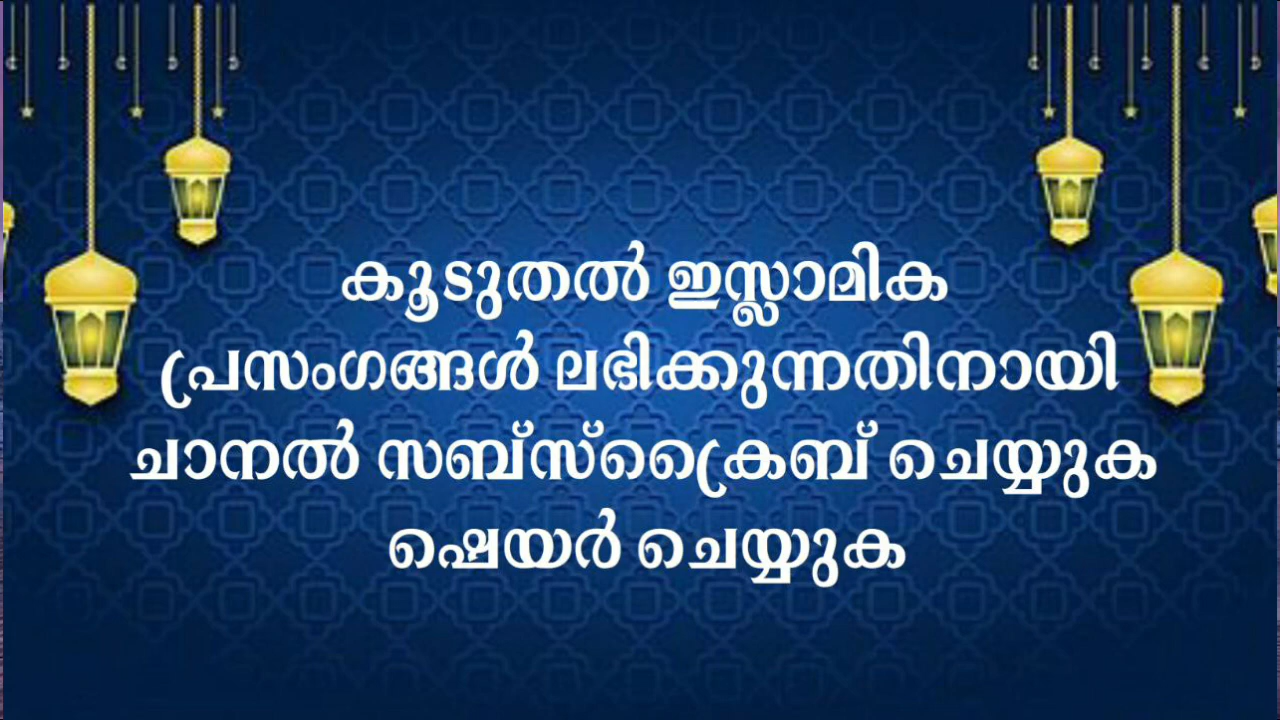 കൂടുതൽ ഇസ്ലാമിക
പ്രസംഗങ്ങൾ ലഭിക്കുന്നതിനായി
ചാനൽ സബ്സ്ക്രൈബ് ചെയ്യുക
ഷെയർ ചെയ്യുക